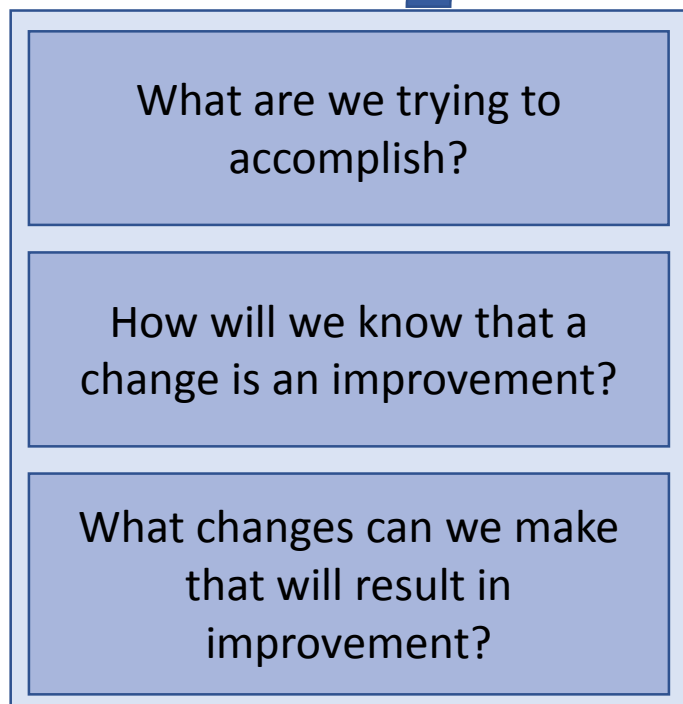 What are we trying to
accomplish?
How will we know that a
change is an improvement?
What changes can we make
that will result in
improvement?